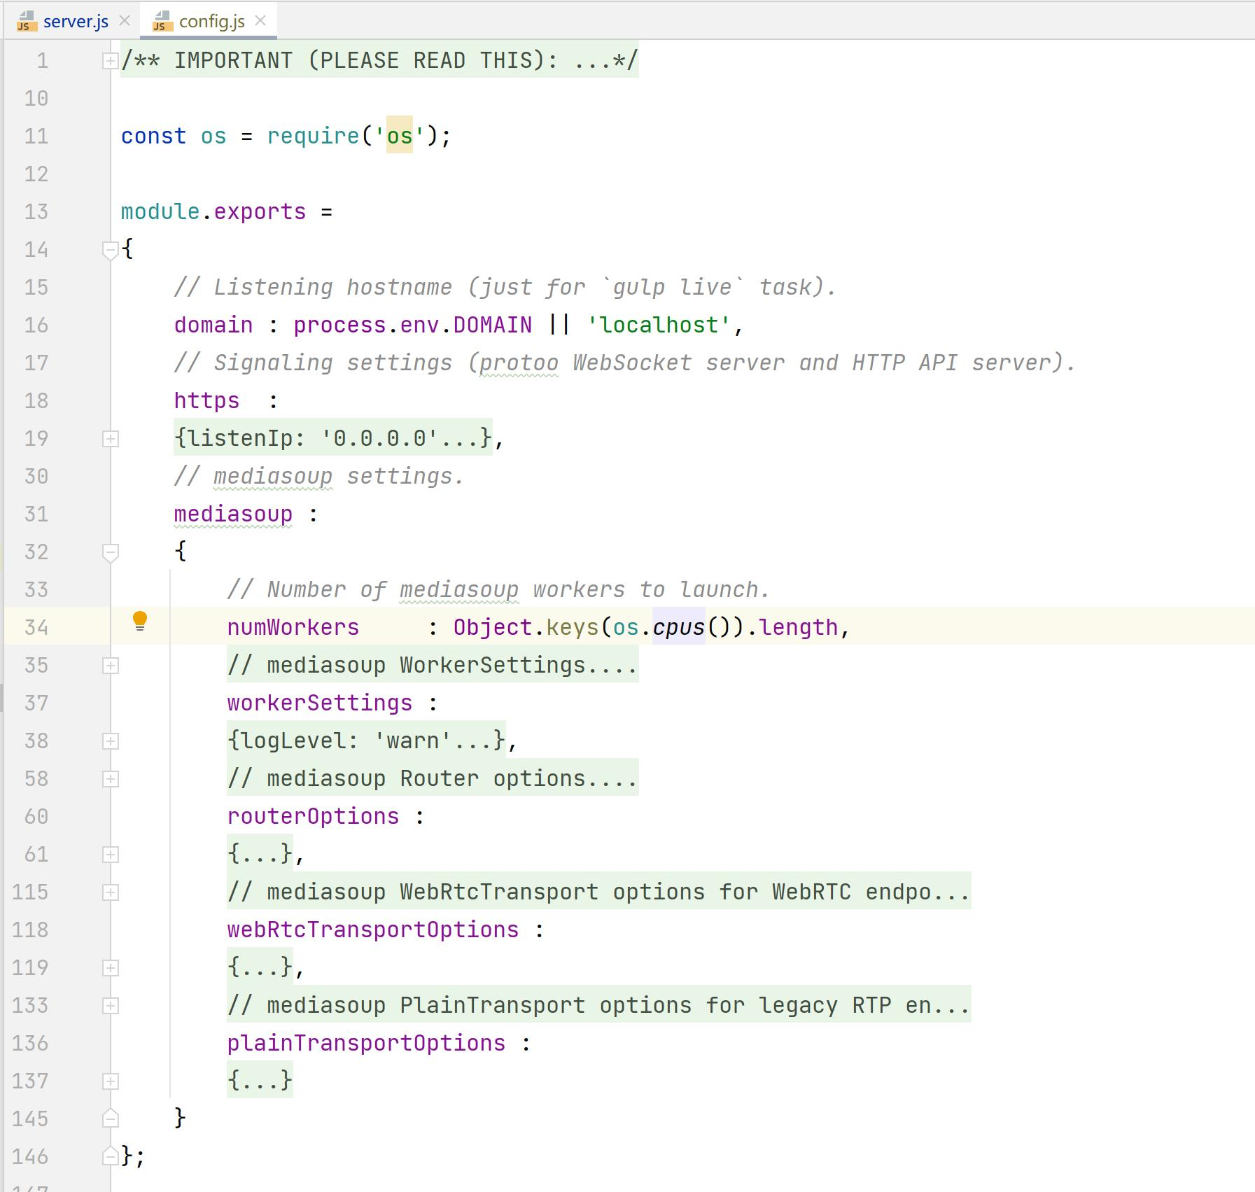 server.js config.js
1 /** IMPORTANT (PLEASE READ THIS): ...*/
10
11 const os = require('os');
12
13 module.exports =
14 {
15 // Listening hostname (just for `gulp live` task).
16 domain : process.env.DOMAIN || 'localhost',
17 // Signaling settings (protoo WebSocket server and HTTP API server).
18 https :
19 {listenIp: '0.0.0.0'...},
30 // mediasoup settings.
31 mediasoup :
32 {
33 // Number of mediasoup workers to launch.
34 numWorkers : Object.keys(os.cpus()).length,
35 // mediasoup WorkerSettings....
37 workerSettings :
38 {logLevel: 'warn'...},
58 // mediasoup Router options....
60 routerOptions :
61 {...},
115 // mediasoup WebRtcTransport options for WebRTC endpo...
118 webRtcTransportOptions :
119 {...},
133 // mediasoup PlainTransport options for legacy RTP en...
136 plainTransportOptions :
137 {...}
145 }
146 };